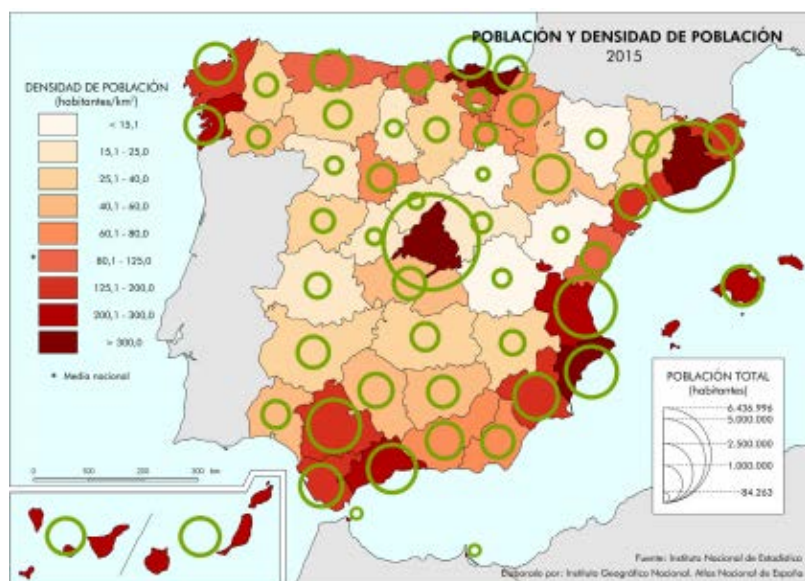 POBLACIÓN Y DENSIDAD DE POBLACIÓN
2015
DENSIDAD DE POBLACIÓN
(habitantes/km²)
< 15,1
15,1 - 25,0
25,1 - 40,0
40,1 - 60,0
60,1 - 80,0
* 80,1 - 125,0
125,1 - 200,0
200,1 - 300,0
> 300,0
* Media nacional
POBLACIÓN TOTAL
(habitantes)
6.436.996
5.000.000
2.500.000
1.000.000
84.263
0 100 200 300 km
Fuente: Instituto Nacional de Estadística
Elaborado por: Instituto Geográfico Nacional. Atlas Nacional de España